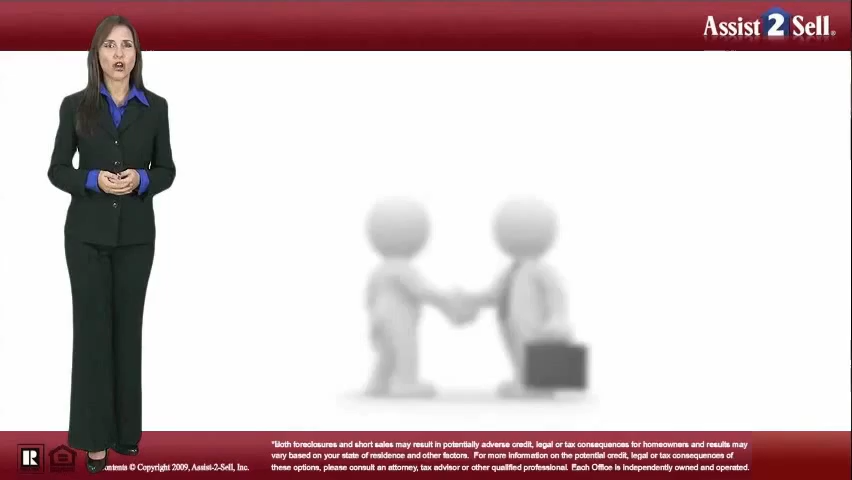 Assist 2 Sell®
*Both foreclosures and short sales may result in potentially adverse credit, legal or tax consequences for homeowners and results may
vary based on your state of residence and other factors. For more information on the potential credit, legal or tax consequences of
these options, please consult an attorney, tax advisor or other qualified professional. Each Office is independently owned and operated.
R
© Copyright 2009, Assist-2-Sell, Inc.